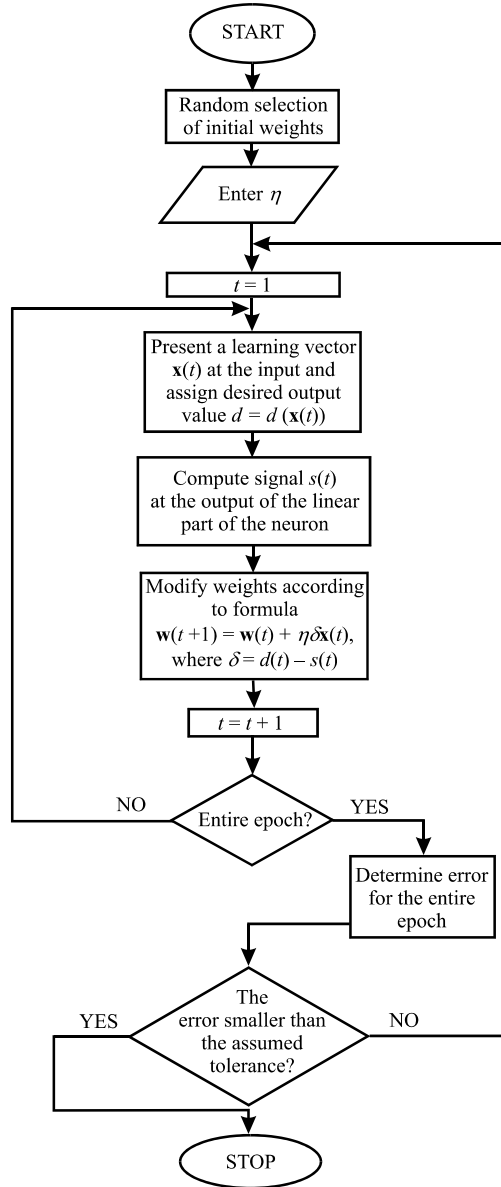 START
Random selection
of initial weights
Enter η
t = 1
Present a learning vector
x(t) at the input and
assign desired output
value d = d (x(t))
Compute signal s(t)
at the output of the linear
part of the neuron
Modify weights according
to formula
w(t +1) = w(t) + ηδx(t),
where δ = d(t) – s(t)
t = t + 1
NO
Entire epoch?
YES
Determine error
for the entire
epoch
YES
The
error smaller than
the assumed
tolerance?
NO
STOP